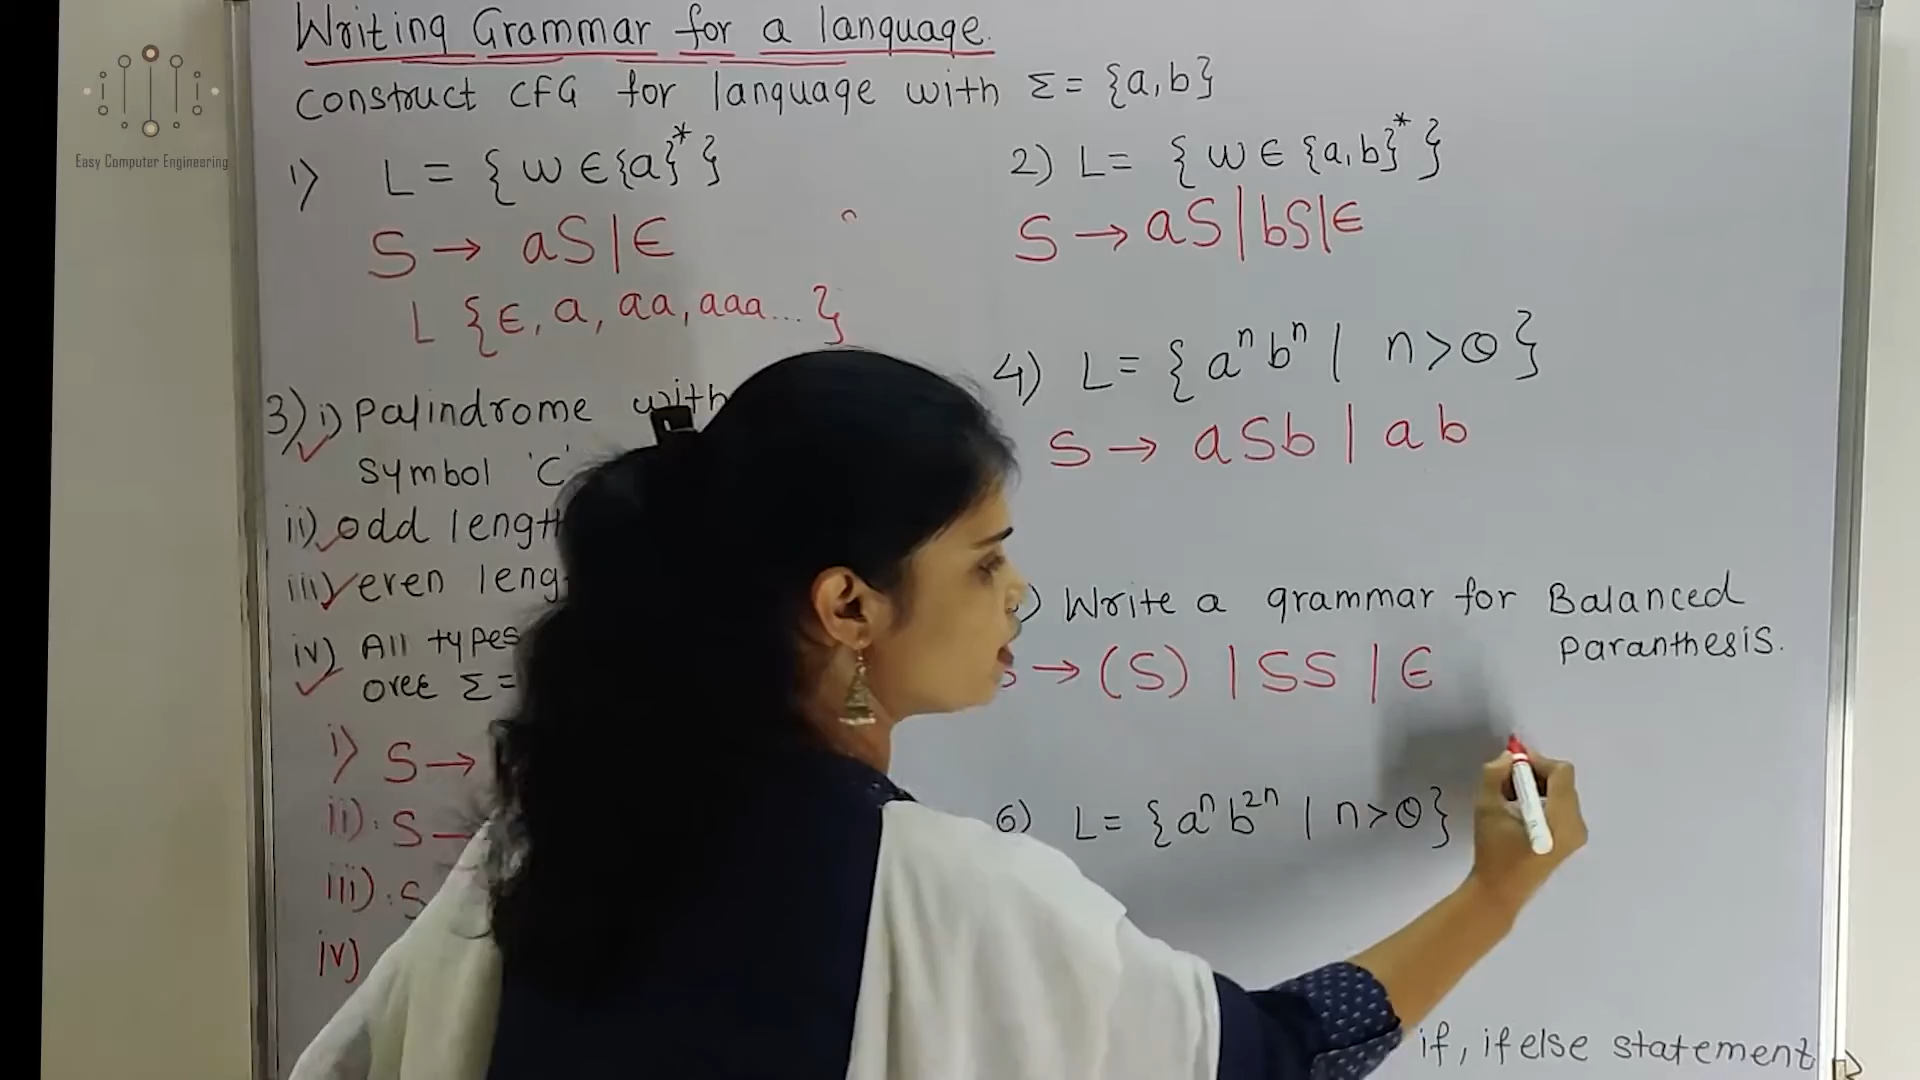 Writing Grammar for a language.
construct CFG for language with Σ = {a,b}
1) L = { w ∈ {a}* }
S → aS | ∈
L {∈, a, aa, aaa...}
2) L = { w ∈ {a,b}* }
S → aS | bS | ∈
3) i) Palindrome with
symbol 'C'
ii) odd length
iii) even
iv) All types
over Σ =
i) S →
ii). S
iii). S
iv)
4) L = { aⁿ bⁿ | n > 0 }
S → aSb | ab
) Write a grammar for Balanced
Paranthesis.
S → (S) | SS | ∈
6) L = {aⁿ b²ⁿ | n > 0}
if, if else statement
Easy Computer Engineering